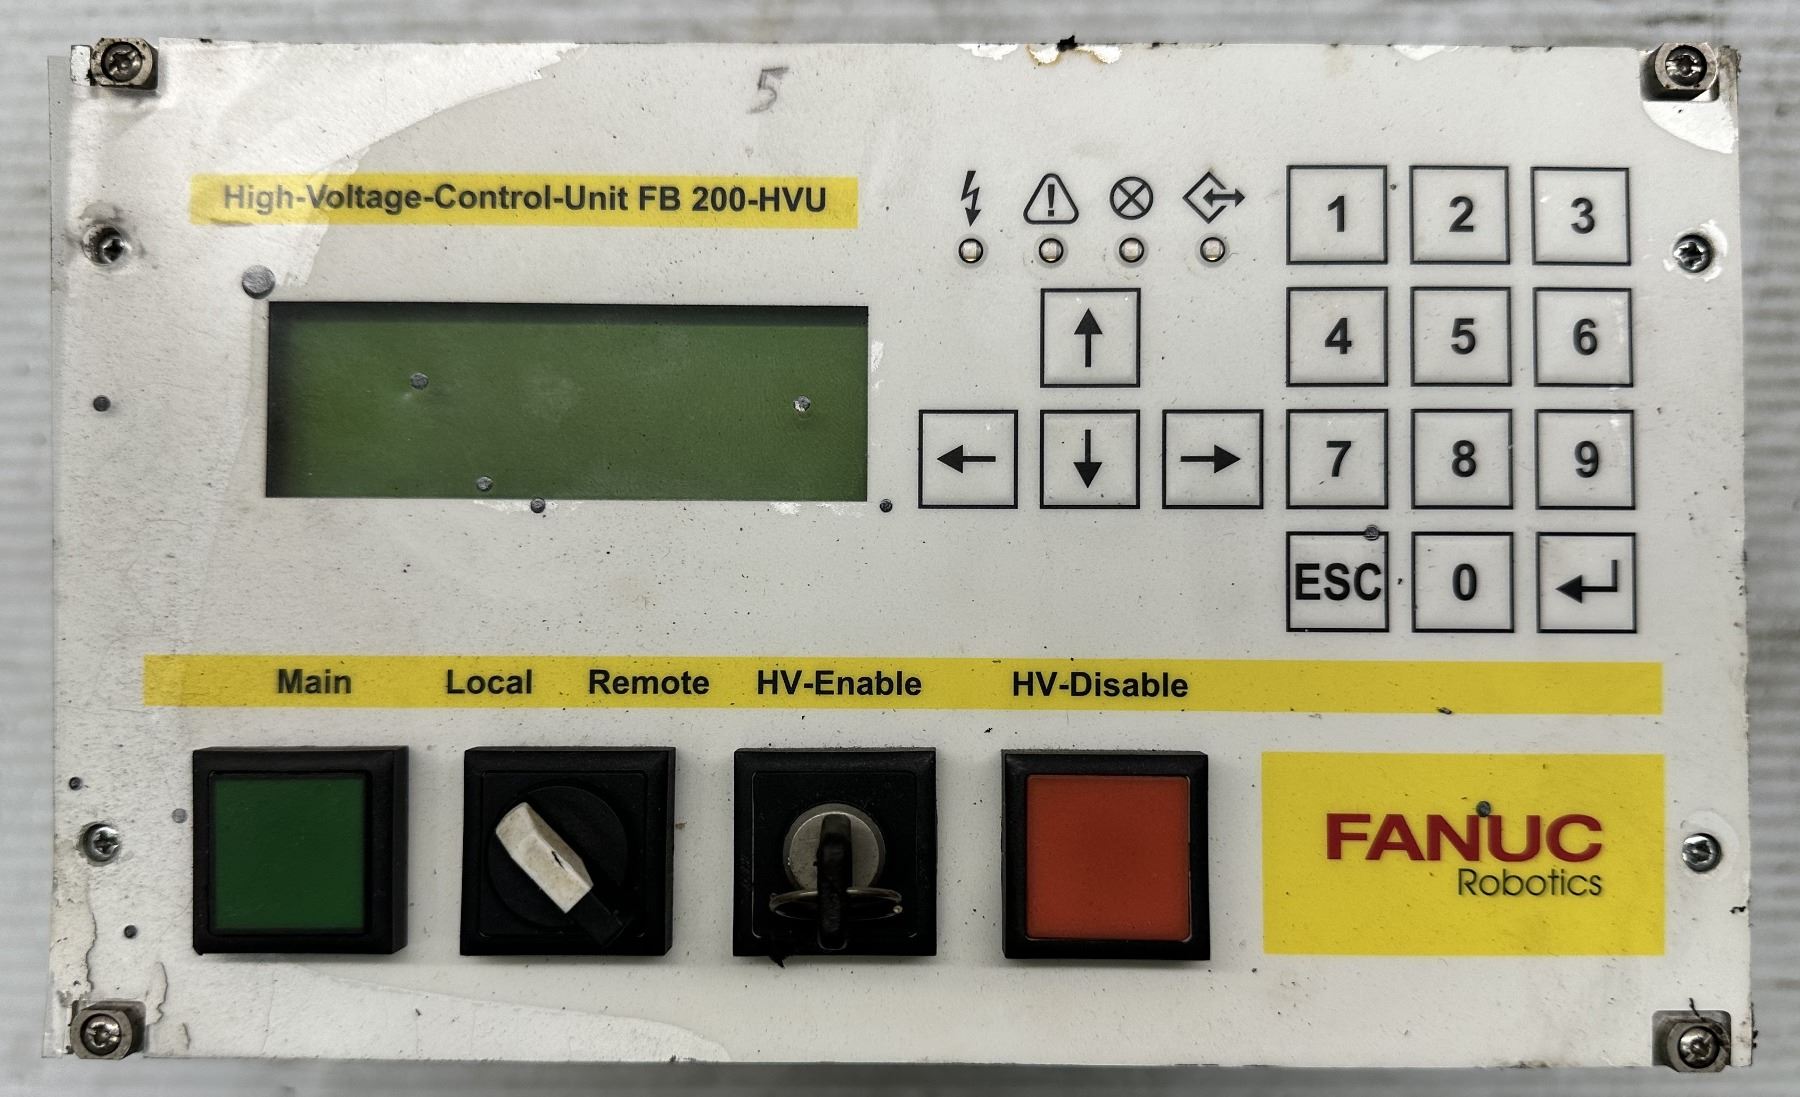 5
High-Voltage-Control-Unit FB 200-HVU
1 2 3
4 5 6
7 8 9
ESC 0
Main Local Remote HV-Enable HV-Disable
FANUC
Robotics